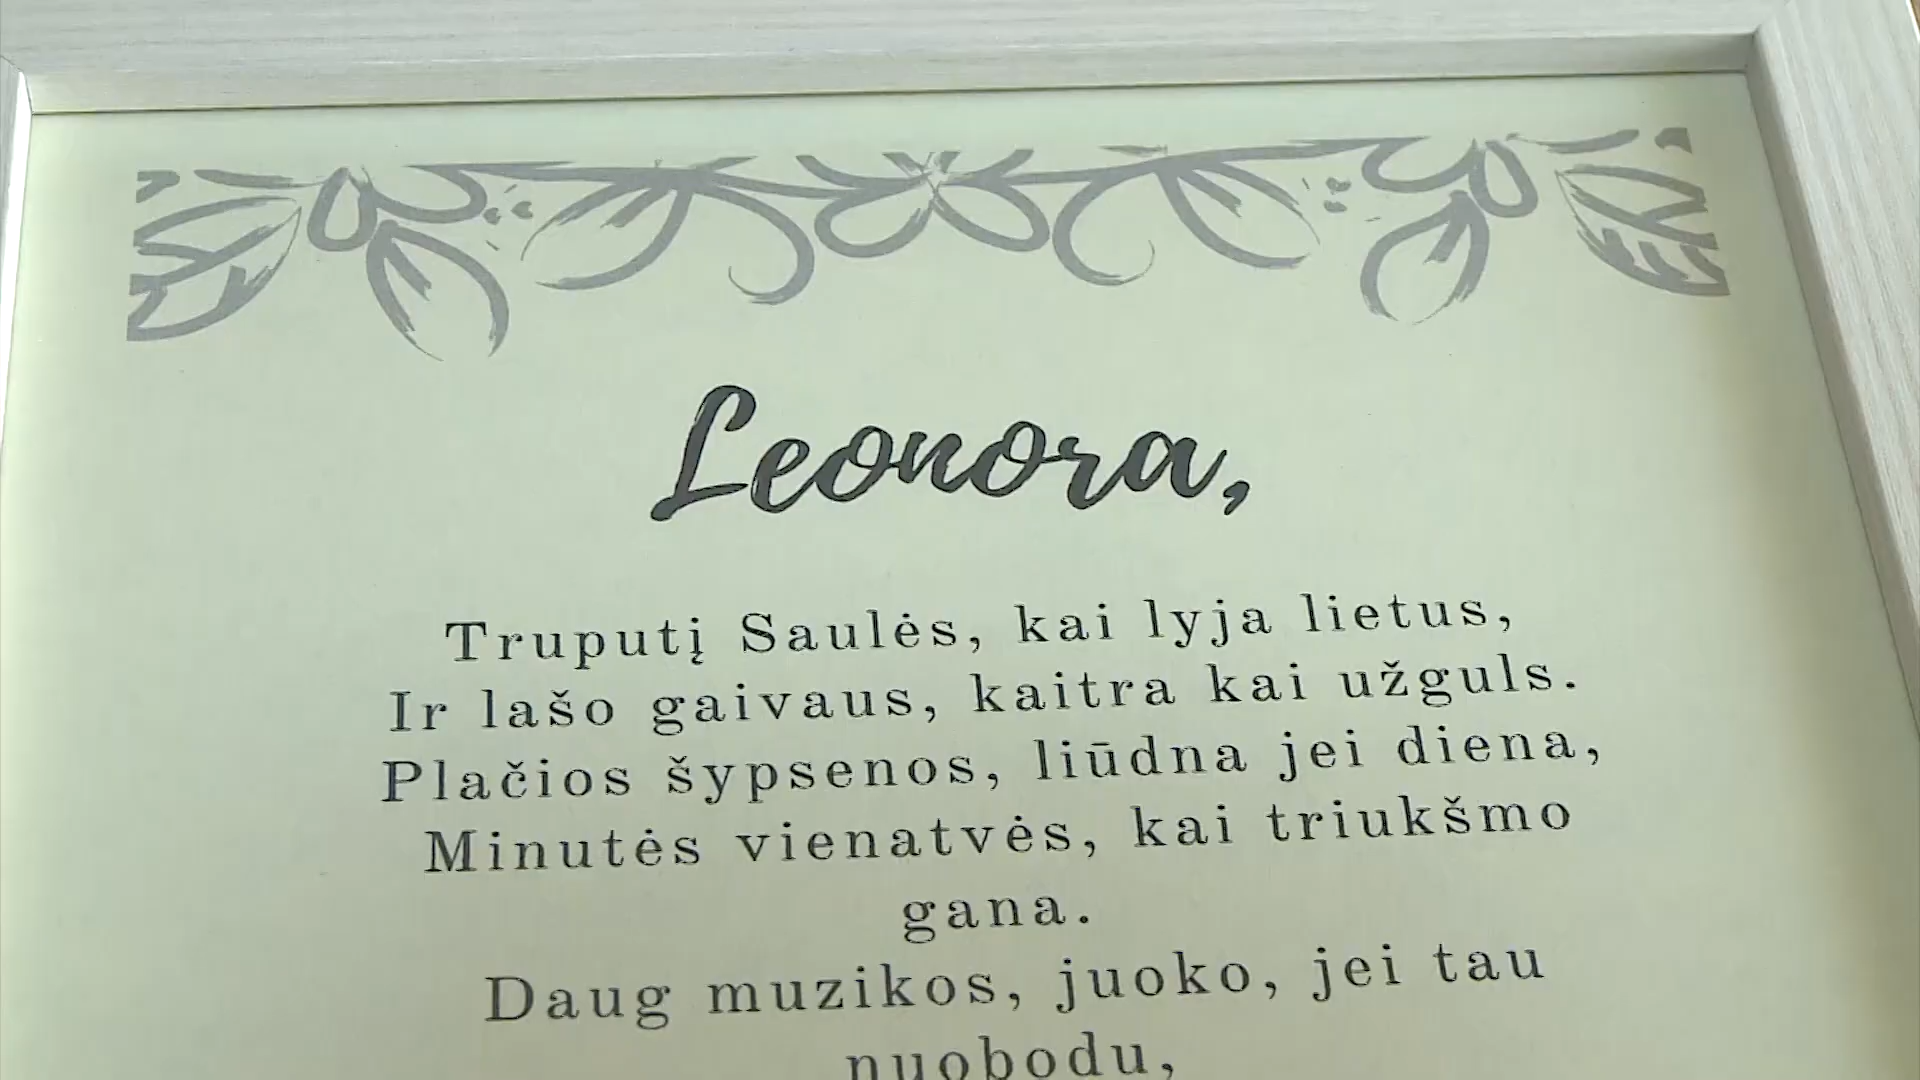 Leonora,
Truputį Saulės, kai lyja lietus,
Ir lašo gaivaus, kaitra kai užguls.
Plačios šypsenos, liūdna jei diena,
Minutės vienatvės, kai triukšmo
gana.
Daug muzikos, juoko, jei tau
nuobodu,